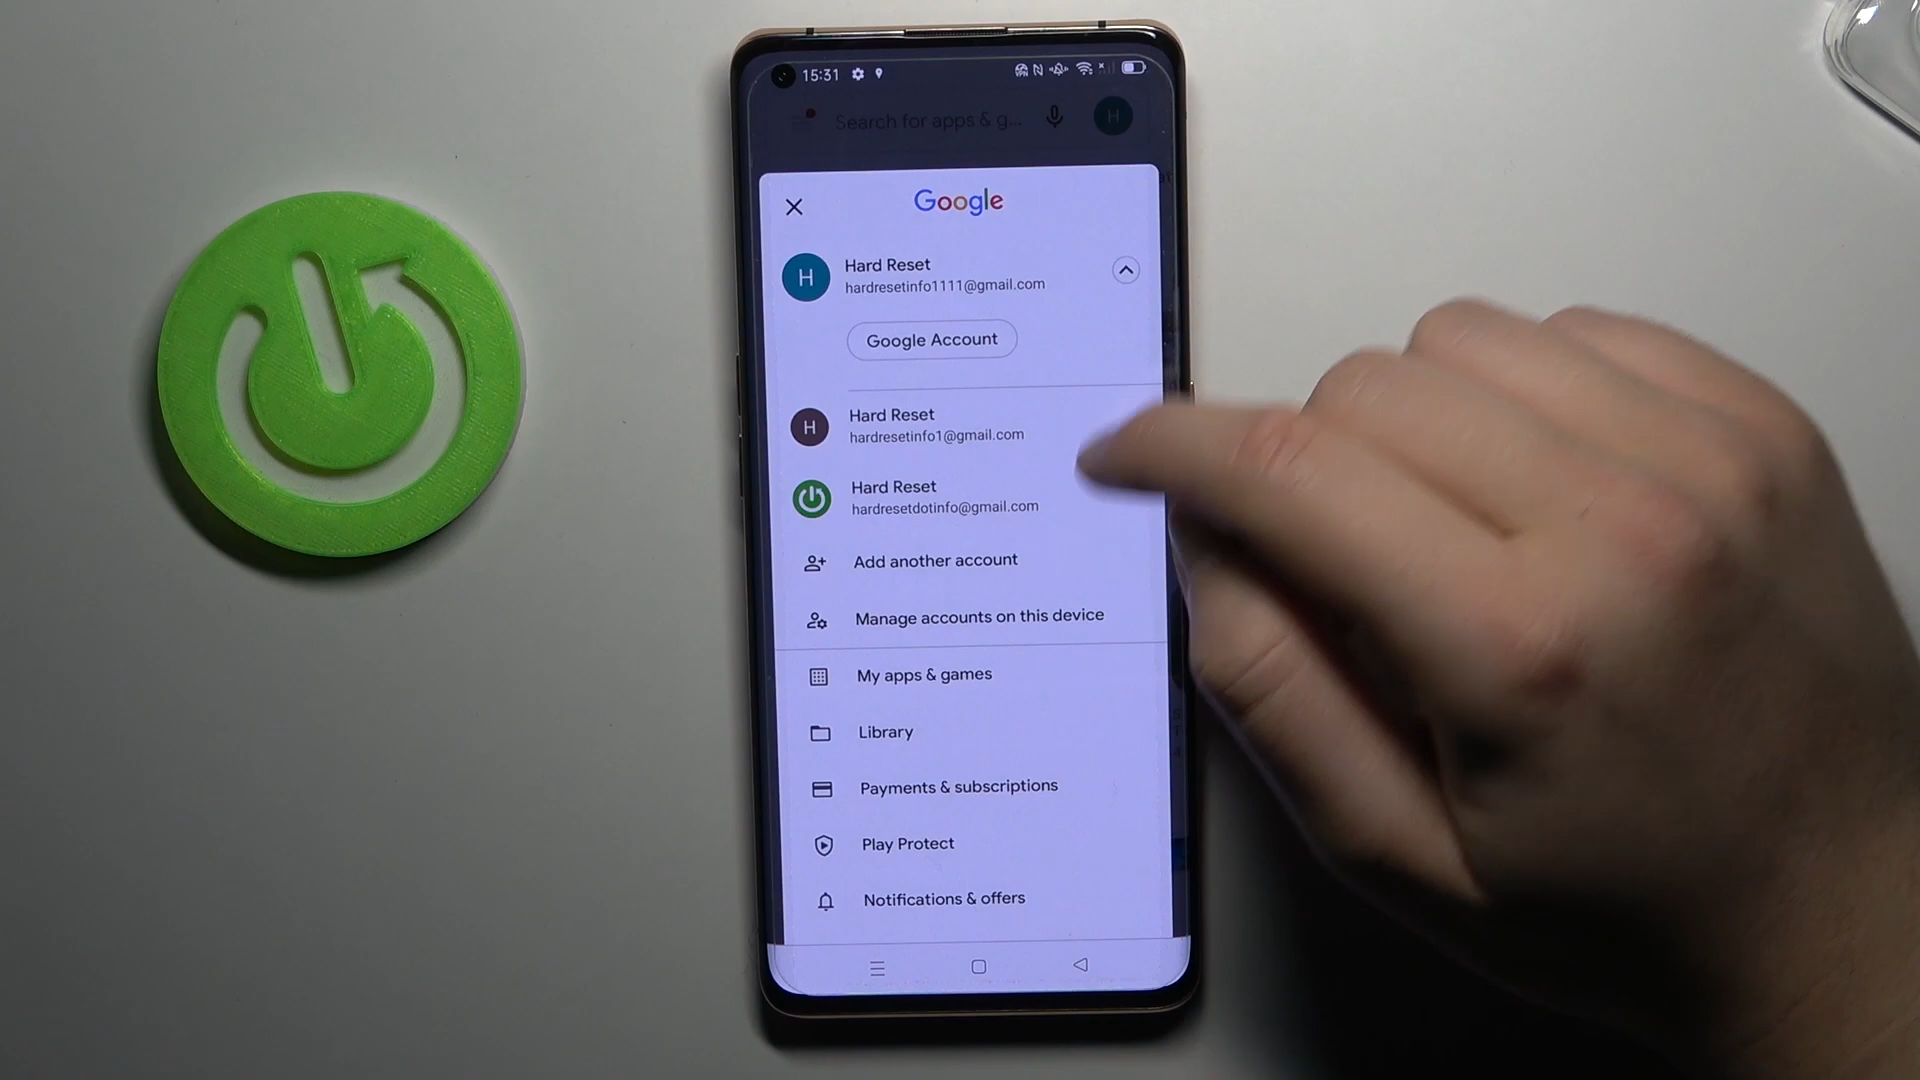 15:31
Search for apps & g...
H
Google
H
Hard Reset
hardresetinfo1111@gmail.com
Google Account
H
Hard Reset
hardresetinfo1@gmail.com
Hard Reset
hardresetdotinfo@gmail.com
Add another account
Manage accounts on this device
My apps & games
Library
Payments & subscriptions
Play Protect
Notifications & offers